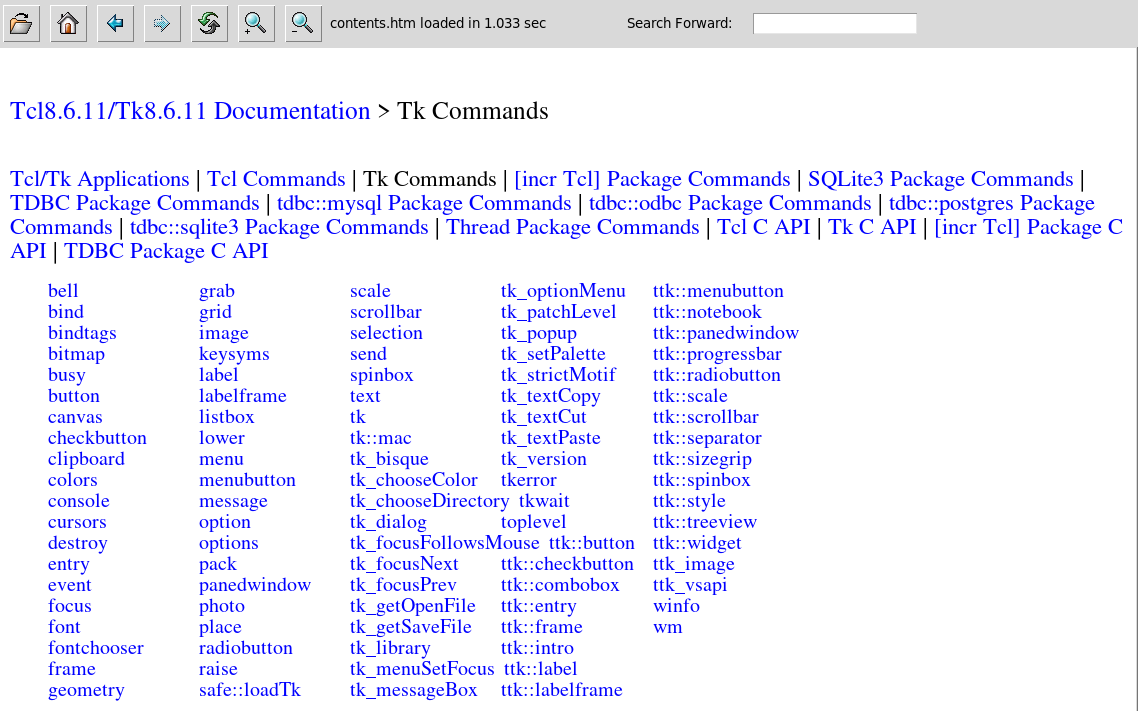 contents.htm loaded in 1.033 sec Search Forward:
Tcl8.6.11/Tk8.6.11 Documentation > Tk Commands
Tcl/Tk Applications | Tcl Commands | Tk Commands | [incr Tcl] Package Commands | SQLite3 Package Commands |
TDBC Package Commands | tdbc::mysql Package Commands | tdbc::odbc Package Commands | tdbc::postgres Package
Commands | tdbc::sqlite3 Package Commands | Thread Package Commands | Tcl C API | Tk C API | [incr Tcl] Package C
API | TDBC Package C API
bell grab scale tk_optionMenu ttk::menubutton
bind grid scrollbar tk_patchLevel ttk::notebook
bindtags image selection tk_popup ttk::panedwindow
bitmap keysyms send tk_setPalette ttk::progressbar
busy label spinbox tk_strictMotif ttk::radiobutton
button labelframe text tk_textCopy ttk::scale
canvas listbox tk tk_textCut ttk::scrollbar
checkbutton lower tk::mac tk_textPaste ttk::separator
clipboard menu tk_bisque tk_version ttk::sizegrip
colors menubutton tk_chooseColor tkerror ttk::spinbox
console message tk_chooseDirectory tkwait ttk::style
cursors option tk_dialog toplevel ttk::treeview
destroy options tk_focusFollowsMouse ttk::button ttk::widget
entry pack tk_focusNext ttk::checkbutton ttk_image
event panedwindow tk_focusPrev ttk::combobox ttk_vsapi
focus photo tk_getOpenFile ttk::entry winfo
font place tk_getSaveFile ttk::frame wm
fontchooser radiobutton tk_library ttk::intro
frame raise tk_menuSetFocus ttk::label
geometry safe::loadTk tk_messageBox ttk::labelframe